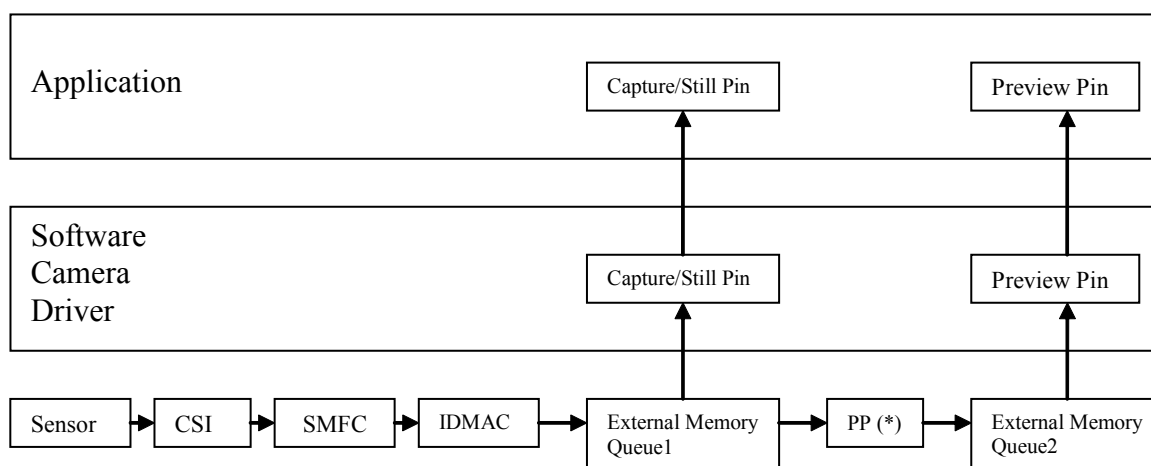 Application
Capture/Still Pin
Preview Pin
Software
Camera
Driver
Capture/Still Pin
Preview Pin
Sensor
CSI
SMFC
IDMAC
External Memory
Queue1
PP (*)
External Memory
Queue2